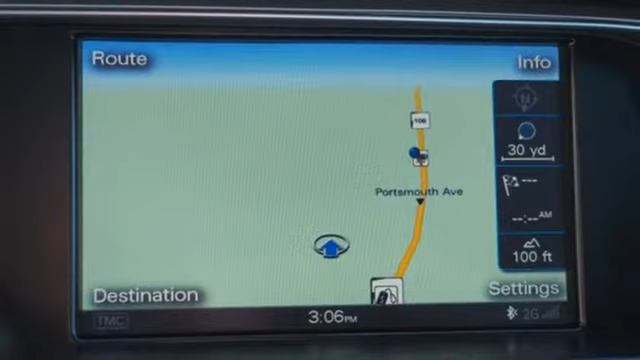 Route
Info
N
108
30 yd
Portsmouth Ave
---
--:--AM
100 ft
Destination
Settings
TMC
3:06PM
2G